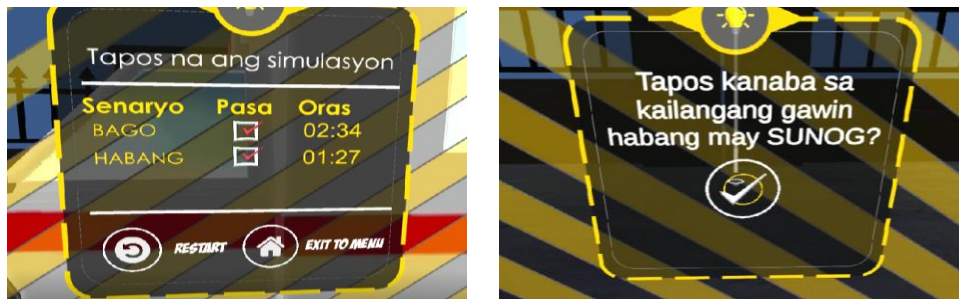 Tapos na ang simulasyon
Senaryo Pasa Oras
BAGO 02:34
HABANG 01:27
RESTART EXIT TO MENU
Tapos kanaba sa
kailangang gawin
habang may SUNOG?